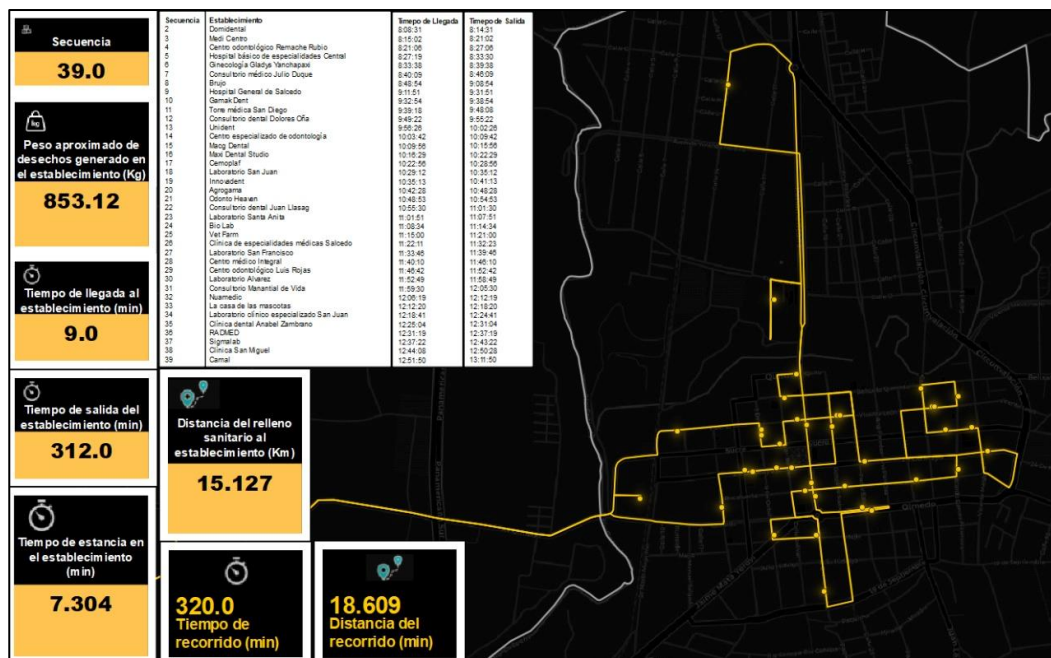 Secuencia
39.0
Peso aproximado de
desechos generado en
el establecimiento (Kg)
853.12
Tiempo de llegada al
establecimiento (min)
9.0
Tiempo de salida del
establecimiento (min)
312.0
Tiempo de estancia en
el establecimiento
(min)
7.304
Secuencia Establecimiento Timepo de Llegada Timepo de Salida
2 Domidental 8:08:31 8:14:31
3 Medi Centro 8:15:02 8:21:02
4 Centro odontológico Remache Rubio 8:21:06 8:27:06
5 Hospital básico de especialidades Central 8:27:19 8:33:30
6 Ginecología Gladys Yanchapaxi 8:33:38 8:39:38
7 Consultorio médico Julio Duque 8:40:09 8:46:09
8 Brujo 8:48:54 9:08:54
9 Hospital General de Salcedo 9:11:51 9:31:51
10 GamakDent 9:32:54 9:38:54
11 Torre médica San Diego 9:39:18 9:48:08
12 Consultorio dental Dolores Oña 9:49:22 9:55:22
13 Unident 9:56:26 10:02:26
14 Centro especializado de odontología 10:03:42 10:09:42
15 Macg Dental 10:09:56 10:15:56
16 Maxi Dental Studio 10:16:29 10:22:29
17 Cemoplaf 10:22:56 10:28:56
18 Laboratorio San Juan 10:29:12 10:35:12
19 Innovadent 10:35:13 10:41:13
20 Agrogama 10:42:28 10:48:28
21 Odonto Heaven 10:48:53 10:54:53
22 Consultorio dental Juan Llasag 10:55:30 11:01:30
23 Laboratorio Santa Anita 11:01:51 11:07:51
24 Bio Lab 11:08:34 11:14:34
25 Vet Farm 11:15:00 11:21:00
26 Clínica de especialidades médicas Salcedo 11:22:11 11:32:23
27 Laboratorio San Francisco 11:33:46 11:39:46
28 Centro médico Integral 11:40:10 11:46:10
29 Centro odontológico Luis Rojas 11:46:42 11:52:42
30 Laboratorio Alvarez 11:52:49 11:58:49
31 Consultorio Manantial de Vida 11:59:30 12:05:30
32 Nuamedic 12:06:19 12:12:19
33 La casa de las mascotas 12:12:20 12:18:20
34 Laboratorio clínico especializado San Juan 12:18:41 12:24:41
35 Clínica dental Anabel Zambrano 12:25:04 12:31:04
36 RADMED 12:31:19 12:37:19
37 Sigmalab 12:37:22 12:43:22
38 Clínica San Miguel 12:44:08 12:50:28
39 Camal 12:51:50 13:11:50
Distancia del relleno
sanitario al
establecimiento (Km)
15.127
320.0
Tiempo de
recorrido (min)
18.609
Distancia del
recorrido (min)
Olmedo